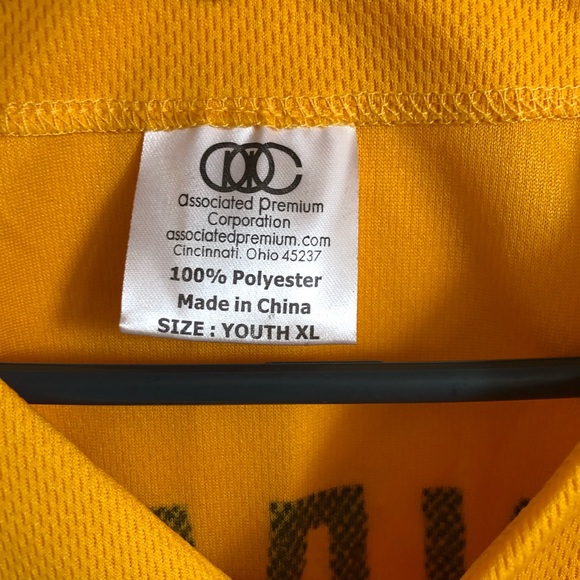 associated premium
Corporation
associatedpremium.com
Cincinnati, Ohio 45237
100% Polyester
Made in China
SIZE : YOUTH XL